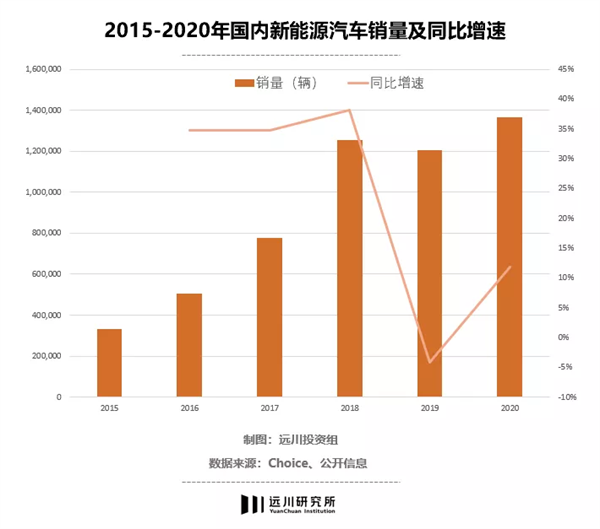 2015-2020年国内新能源汽车销量及同比增速
销量（辆） 同比增速
1,600,000 45%
1,400,000 40%
1,200,000 35%
1,000,000 30%
800,000 25%
600,000 20%
400,000 15%
200,000 10%
0 5%
0%
-5%
-10%
2015 2016 2017 2018 2019 2020
制图：远川投资组
数据来源：Choice、公开信息
远川研究所
YuanChuan Institution